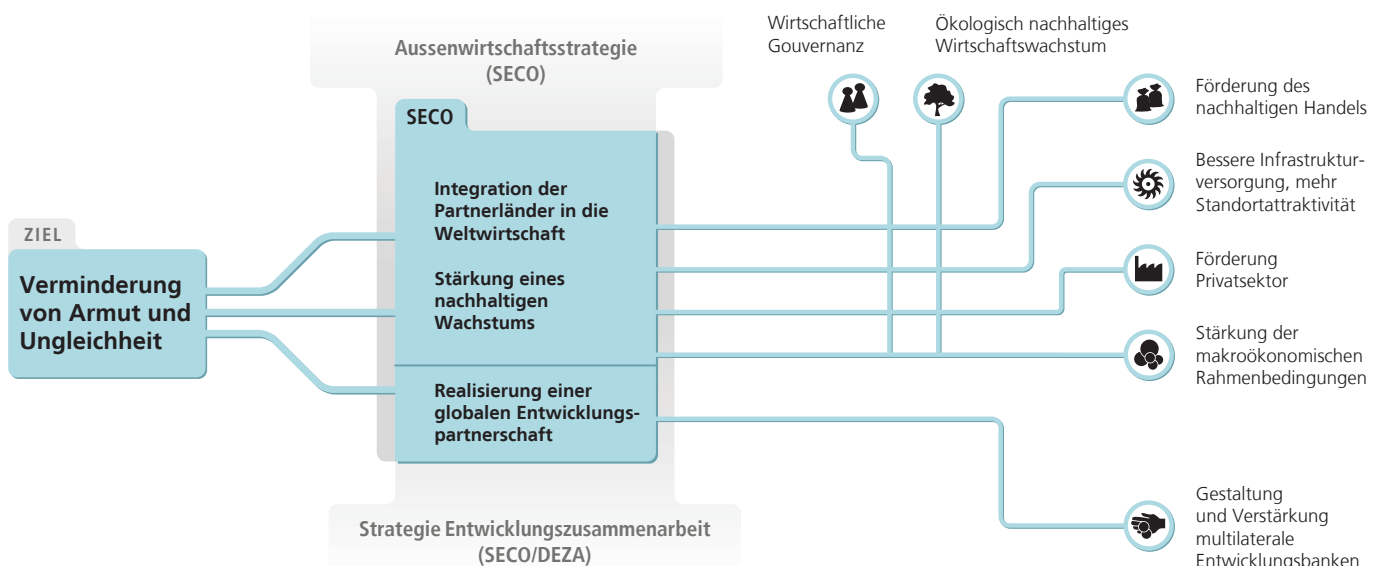 Aussenwirtschaftsstrategie
(SECO)
Wirtschaftliche
Gouvernanz
Ökologisch nachhaltiges
Wirtschaftswachstum
ZIEL
Verminderung
von Armut und
Ungleichheit
SECO
Integration der
Partnerländer in die
Weltwirtschaft
Stärkung eines
nachhaltigen
Wachstums
Realisierung einer
globalen Entwicklungs-
partnerschaft
Förderung des
nachhaltigen Handels
Bessere Infrastruktur-
versorgung, mehr
Standortattraktivität
Förderung
Privatsektor
Stärkung der
makroökonomischen
Rahmenbedingungen
Gestaltung
und Verstärkung
multilaterale
Entwicklungsbanken
Strategie Entwicklungszusammenarbeit
(SECO/DEZA)